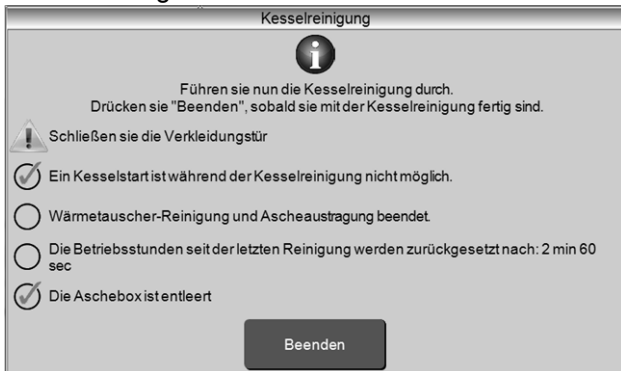 Kesselreinigung
Führen sie nun die Kesselreinigung durch.
Drücken sie "Beenden", sobald sie mit der Kesselreinigung fertig sind.
Schließen sie die Verkleidungstür
Ein Kesselstart ist während der Kesselreinigung nicht möglich.
Wärmetauscher-Reinigung und Ascheaustragung beendet.
Die Betriebsstunden seit der letzten Reinigung werden zurückgesetzt nach: 2 min 60
sec
Die Aschebox ist entleert
Beenden